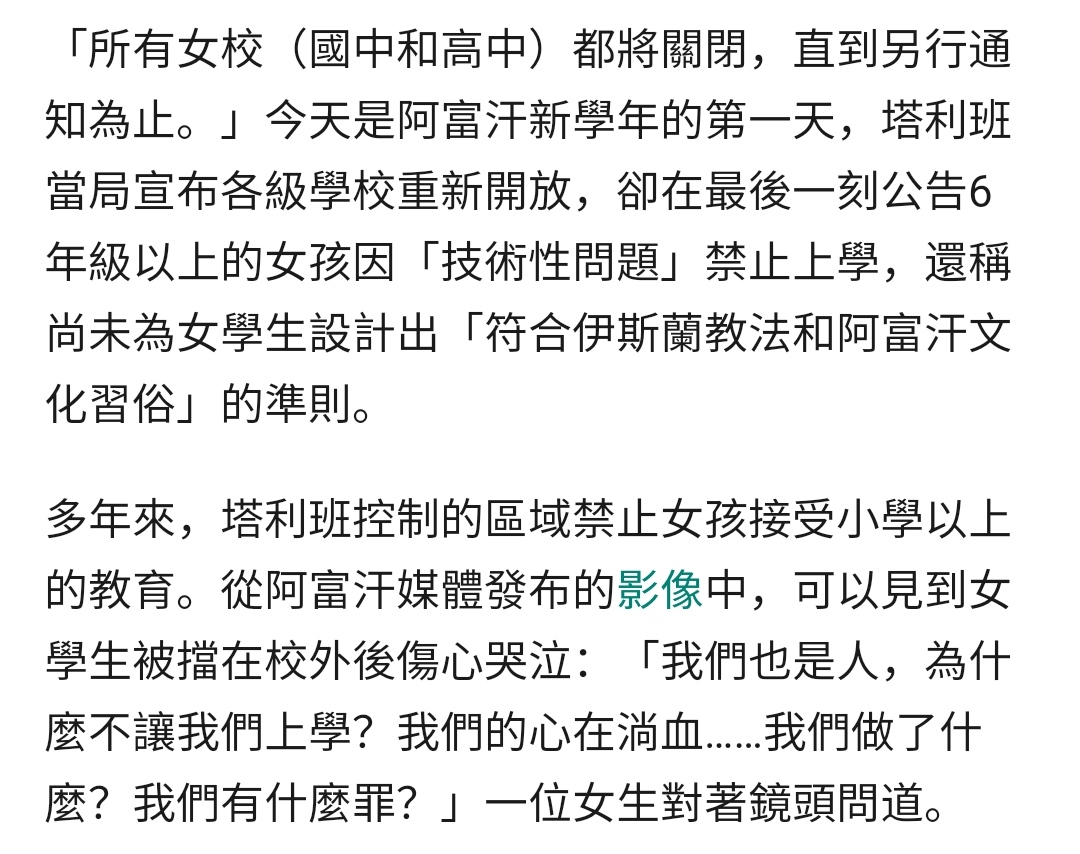 「所有女校（國中和高中）都將關閉，直到另行通
知為止。」今天是阿富汗新學年的第一天，塔利班
當局宣布各級學校重新開放，卻在最後一刻公告6
年級以上的女孩因「技術性問題」禁止上學，還稱
尚未為女學生設計出「符合伊斯蘭教法和阿富汗文
化習俗」的準則。
多年來，塔利班控制的區域禁止女孩接受小學以上
的教育。從阿富汗媒體發布的影像中，可以見到女
學生被擋在校外後傷心哭泣：「我們也是人，為什
麼不讓我們上學？我們的心在淌血……我們做了什
麼？我們有什麼罪？」一位女生對著鏡頭問道。